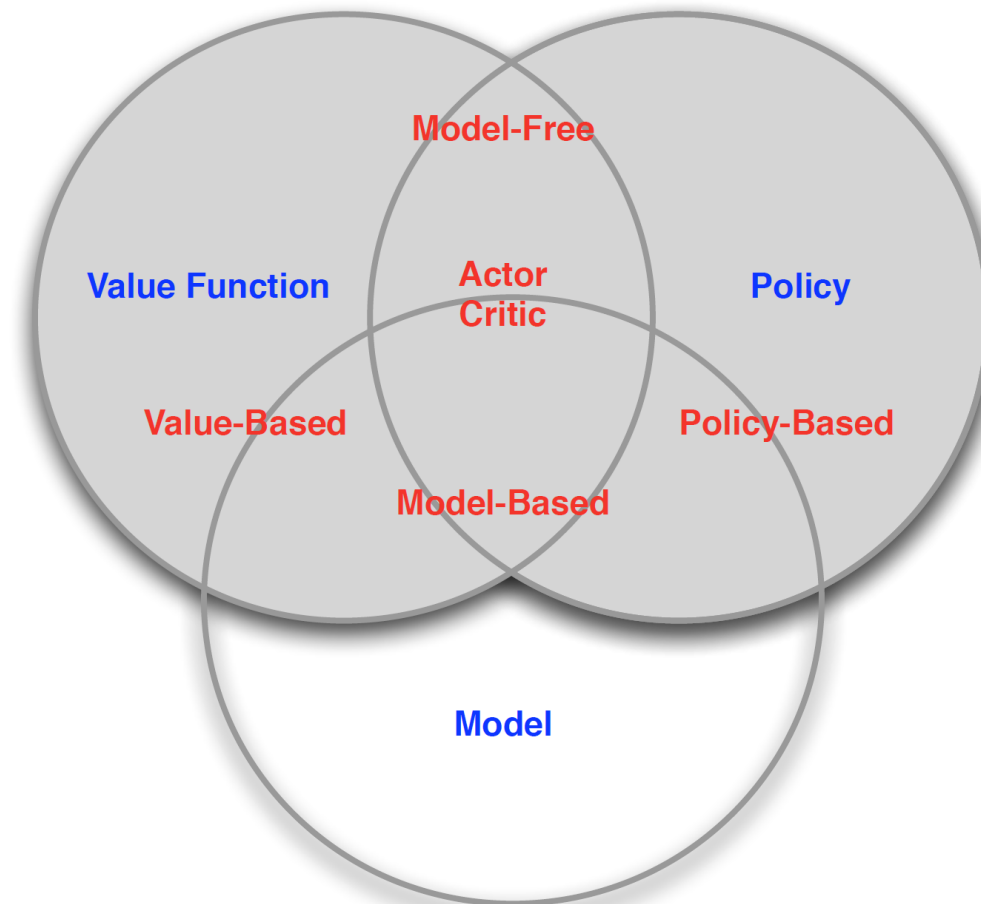 Model-Free
Value Function
Actor
Critic
Policy
Value-Based
Policy-Based
Model-Based
Model